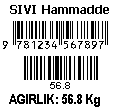 SIVI Hammadde
9 781234 567897
56.8
AGIRLIK: 56.8 Kg